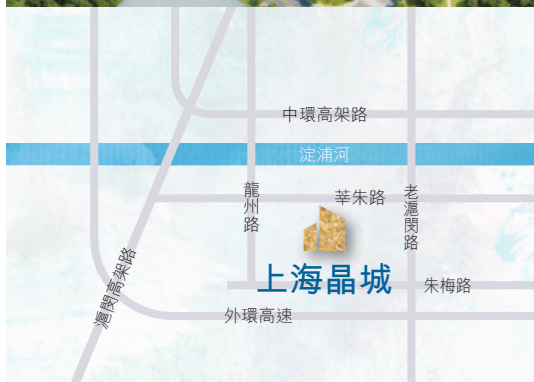 中環高架路
淀浦河
龍州路
莘朱路
老滬閔路
上海晶城
朱梅路
滬閔高架路
外環高速